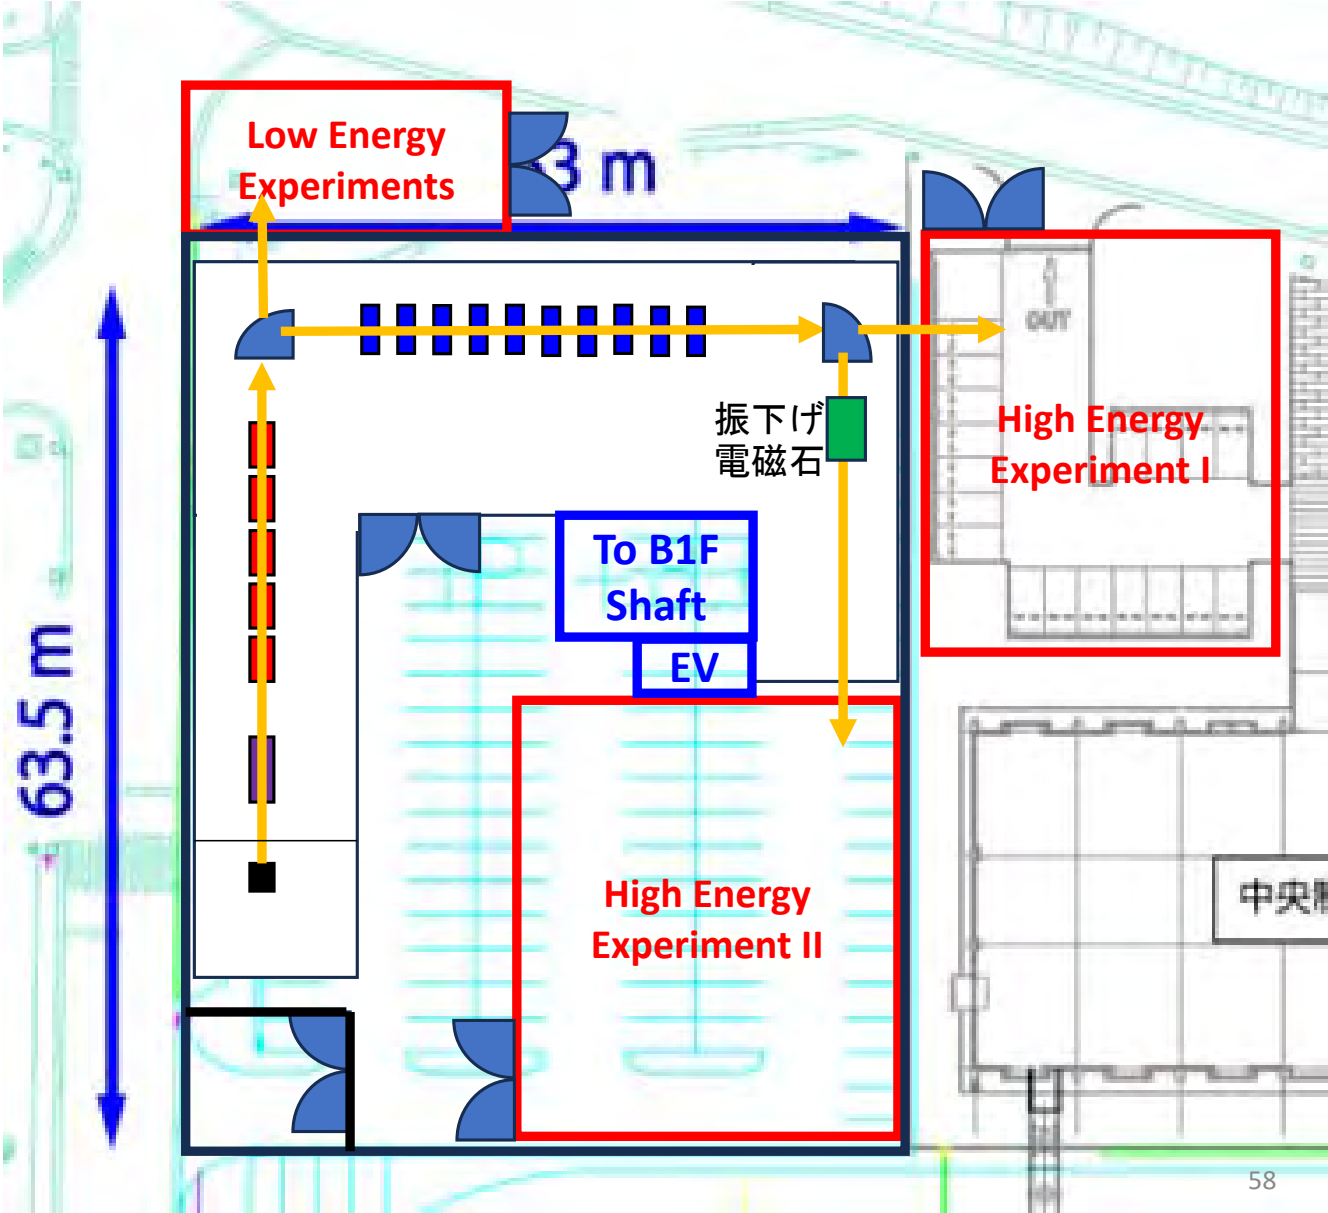 Low Energy
Experiments
3 m
OUT
振下げ
電磁石
High Energy
Experiment I
To B1F
Shaft
EV
63.5 m
High Energy
Experiment II
中央
58